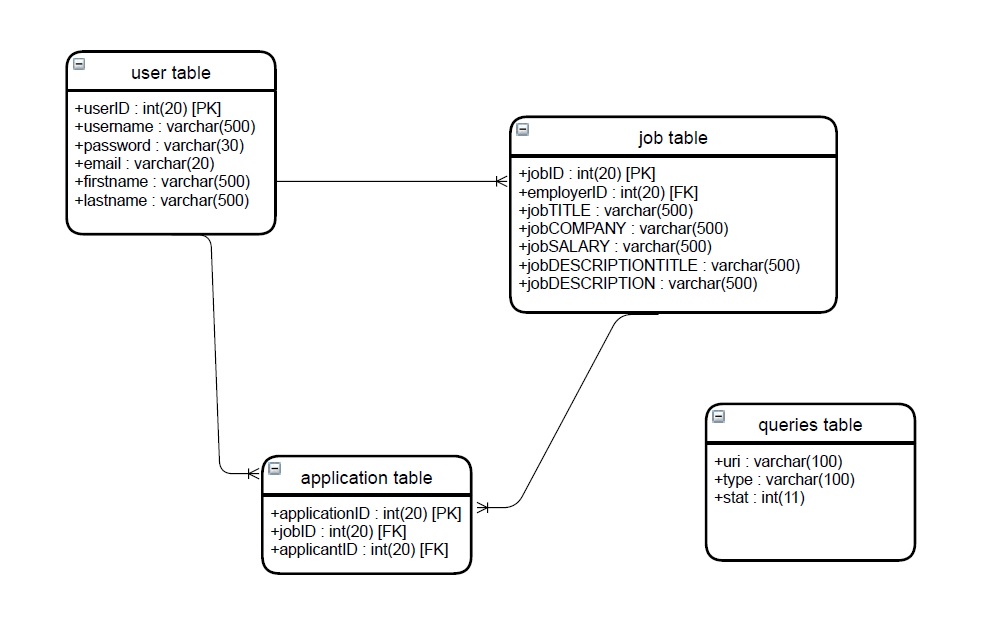 user table
+userID : int(20) [PK]
+username : varchar(500)
+password : varchar(30)
+email : varchar(20)
+firstname : varchar(500)
+lastname : varchar(500)
job table
+jobID : int(20) [PK]
+employerID : int(20) [FK]
+jobTITLE : varchar(500)
+jobCOMPANY : varchar(500)
+jobSALARY : varchar(500)
+jobDESCRIPTIONTITLE : varchar(500)
+jobDESCRIPTION : varchar(500)
application table
+applicationID : int(20) [PK]
+jobID : int(20) [FK]
+applicantID : int(20) [FK]
queries table
+uri : varchar(100)
+type : varchar(100)
+stat : int(11)